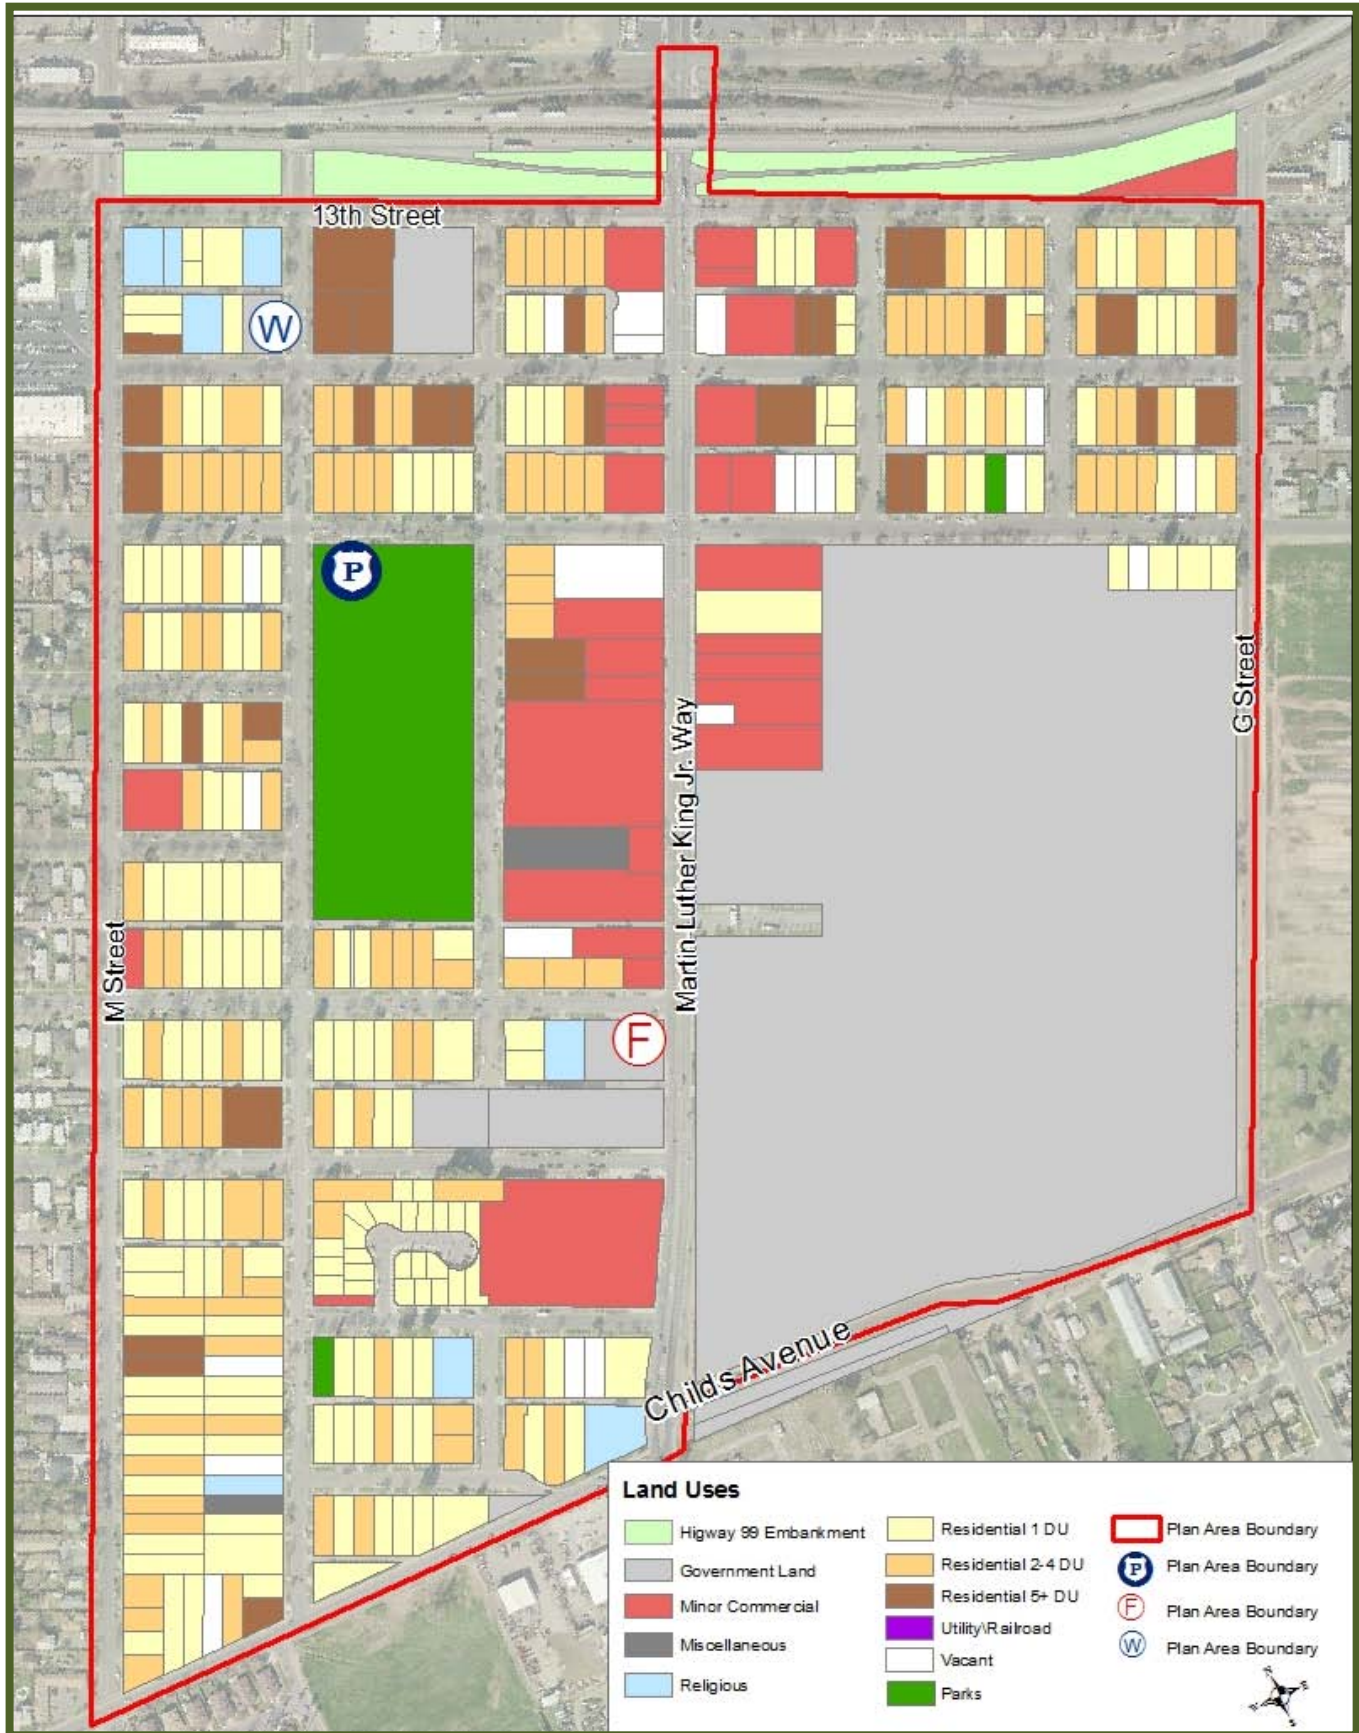 13th Street
W
P
G Street
Martin Luther King Jr. Way
M Street
F
Childs Avenue
Land Uses
Higway 99 Embankment
Government Land
Minor Commercial
Miscellaneous
Religious
Residential 1 DU
Residential 2-4 DU
Residential 5+ DU
Utility\Railroad
Vacant
Parks
Plan Area Boundary
P Plan Area Boundary
F Plan Area Boundary
W Plan Area Boundary